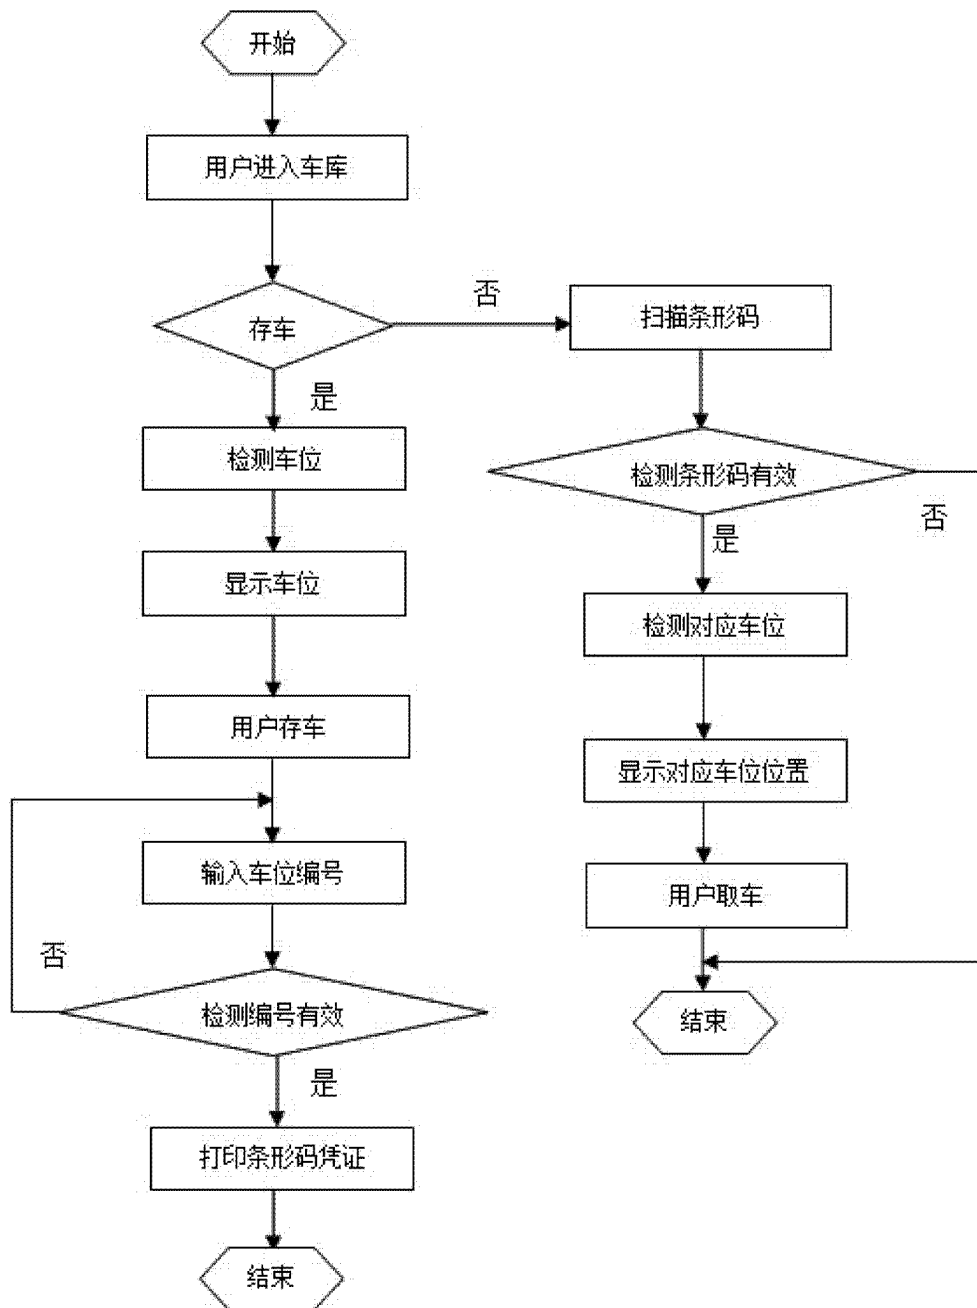 开始
用户进入车库
存车
否
扫描条形码
是
检测车位
检测条形码有效
否
是
显示车位
检测对应车位
用户存车
显示对应车位位置
输入车位编号
用户取车
否
检测编号有效
结束
是
打印条形码凭证
结束